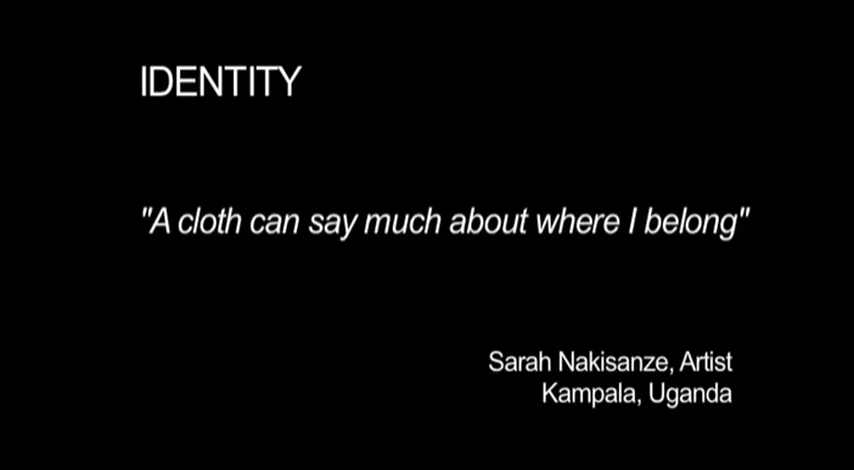 IDENTITY
"A cloth can say much about where I belong"
Sarah Nakisanze, Artist
Kampala, Uganda